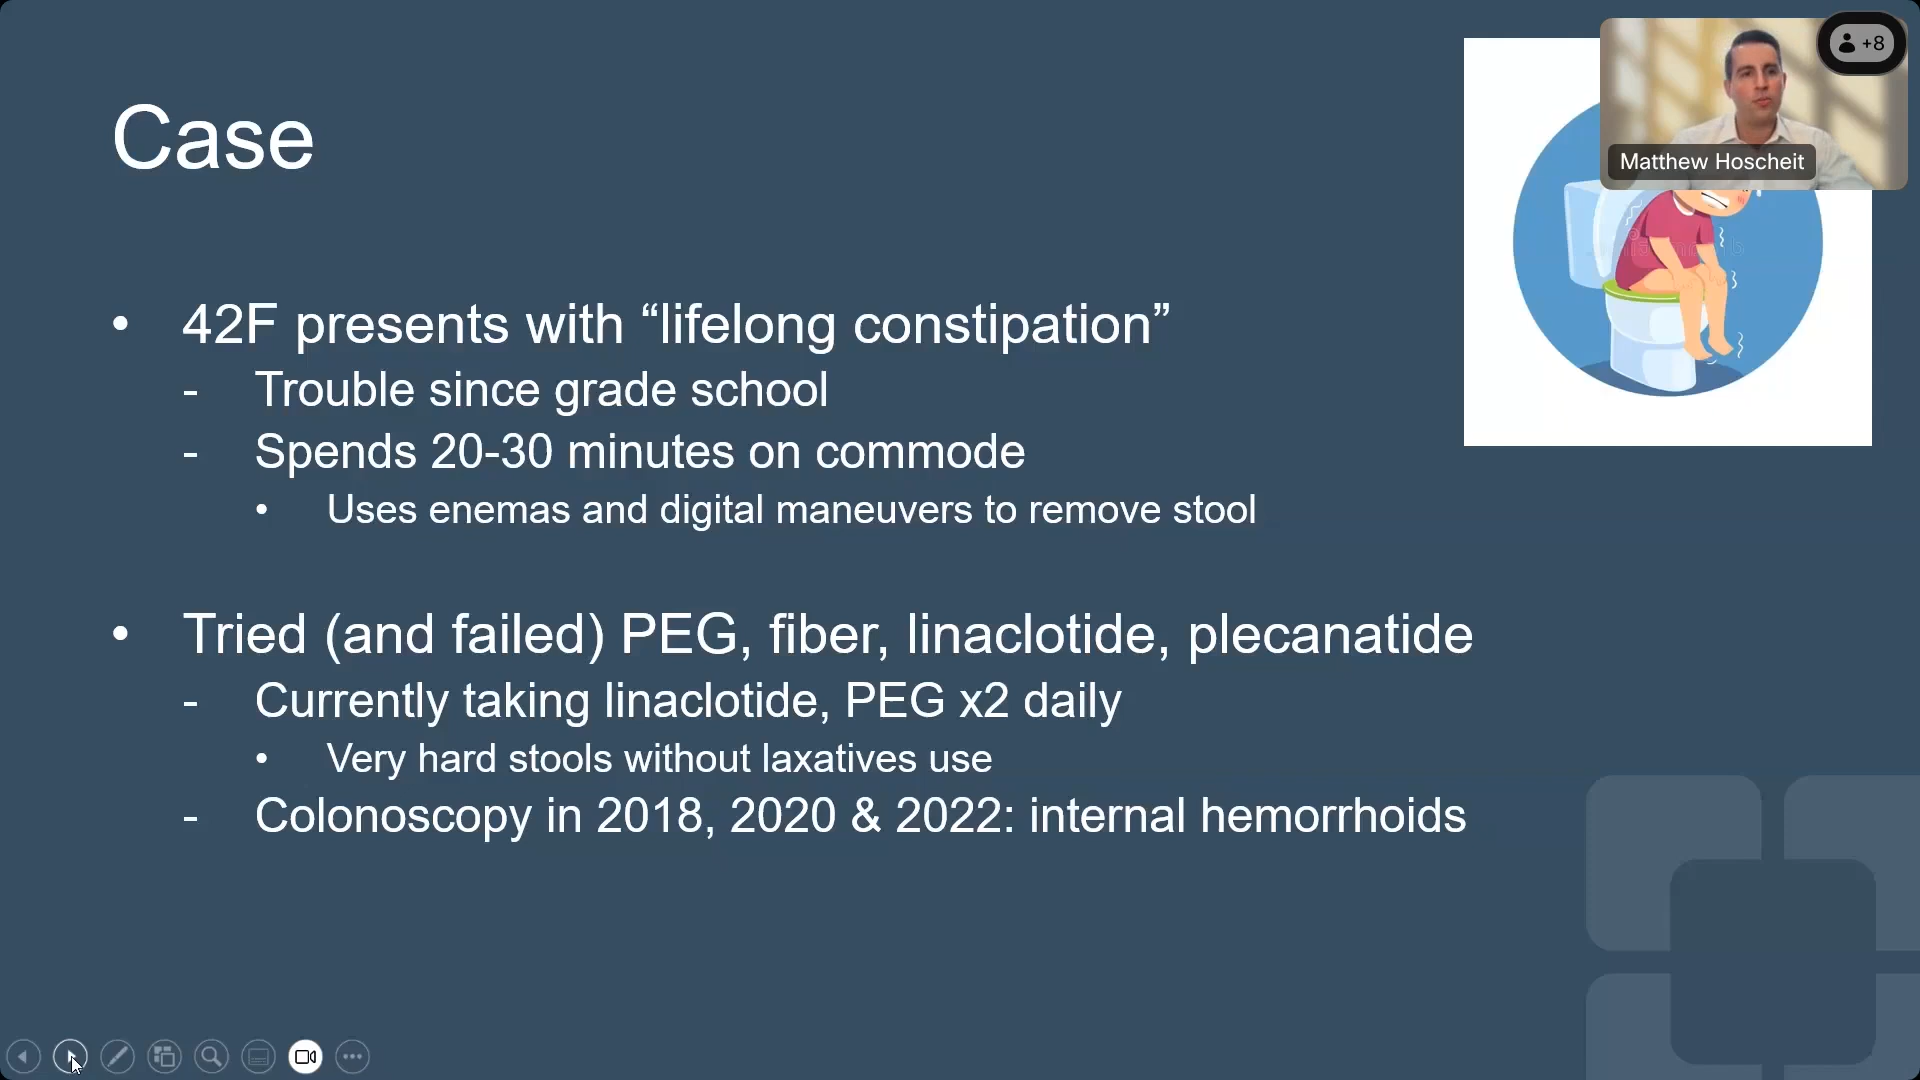 +8
Matthew Hoscheit
Case
• 42F presents with “lifelong constipation”
- Trouble since grade school
- Spends 20-30 minutes on commode
• Uses enemas and digital maneuvers to remove stool
• Tried (and failed) PEG, fiber, linaclotide, plecanatide
- Currently taking linaclotide, PEG x2 daily
• Very hard stools without laxatives use
- Colonoscopy in 2018, 2020 & 2022: internal hemorrhoids